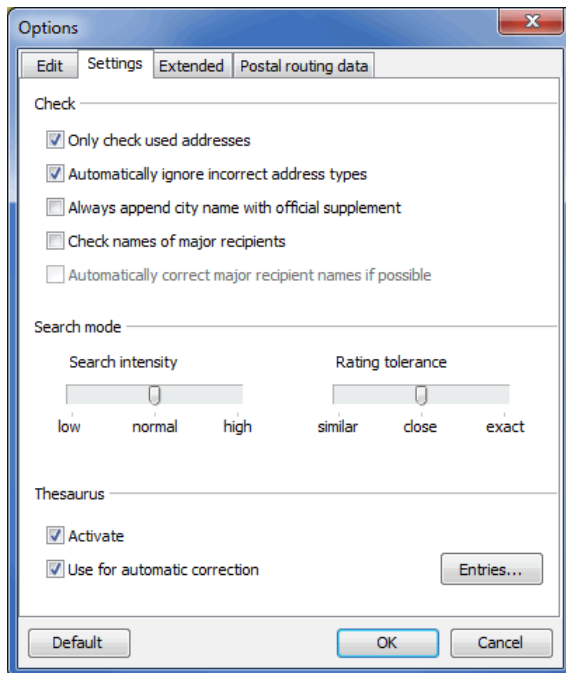 Options
Edit Settings Extended Postal routing data
Check
Only check used addresses
Automatically ignore incorrect address types
Always append city name with official supplement
Check names of major recipients
Automatically correct major recipient names if possible
Search mode
Search intensity Rating tolerance
low normal high similar close exact
Thesaurus
Activate
Use for automatic correction Entries...
Default OK Cancel